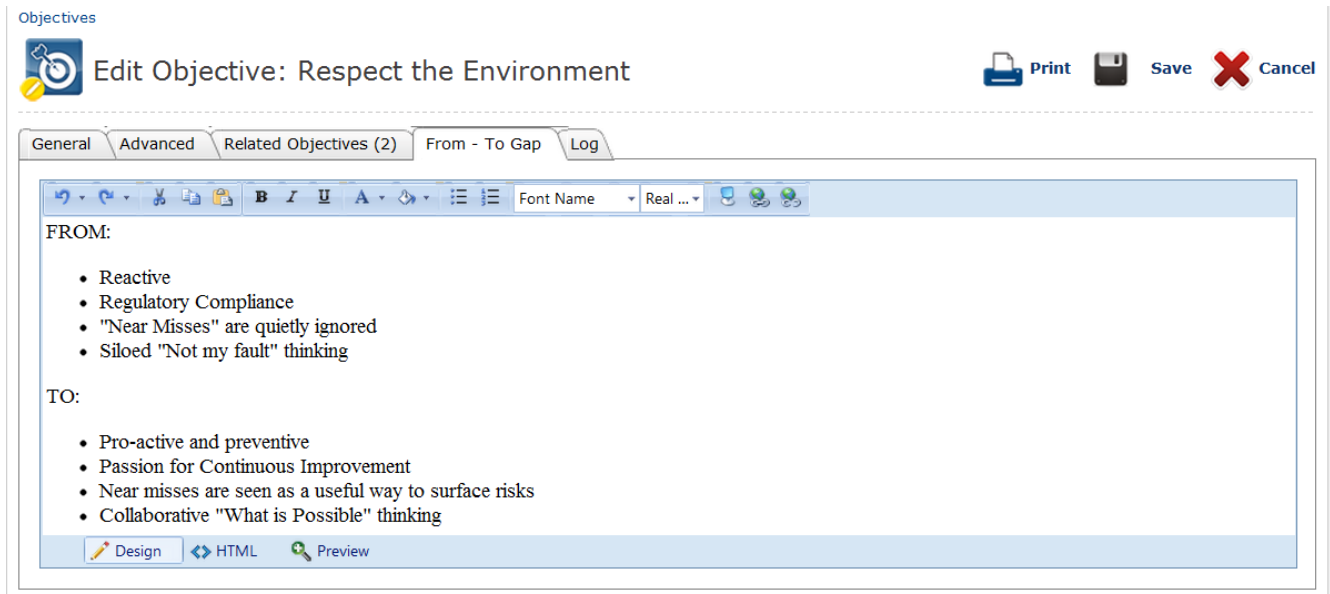 Objectives
Edit Objective: Respect the Environment
Print
Save
Cancel
General
Advanced
Related Objectives (2)
From - To Gap
Log
B I U A Font Name Real ...
FROM:
• Reactive
• Regulatory Compliance
• "Near Misses" are quietly ignored
• Siloed "Not my fault" thinking
TO:
• Pro-active and preventive
• Passion for Continuous Improvement
• Near misses are seen as a useful way to surface risks
• Collaborative "What is Possible" thinking
Design
HTML
Preview